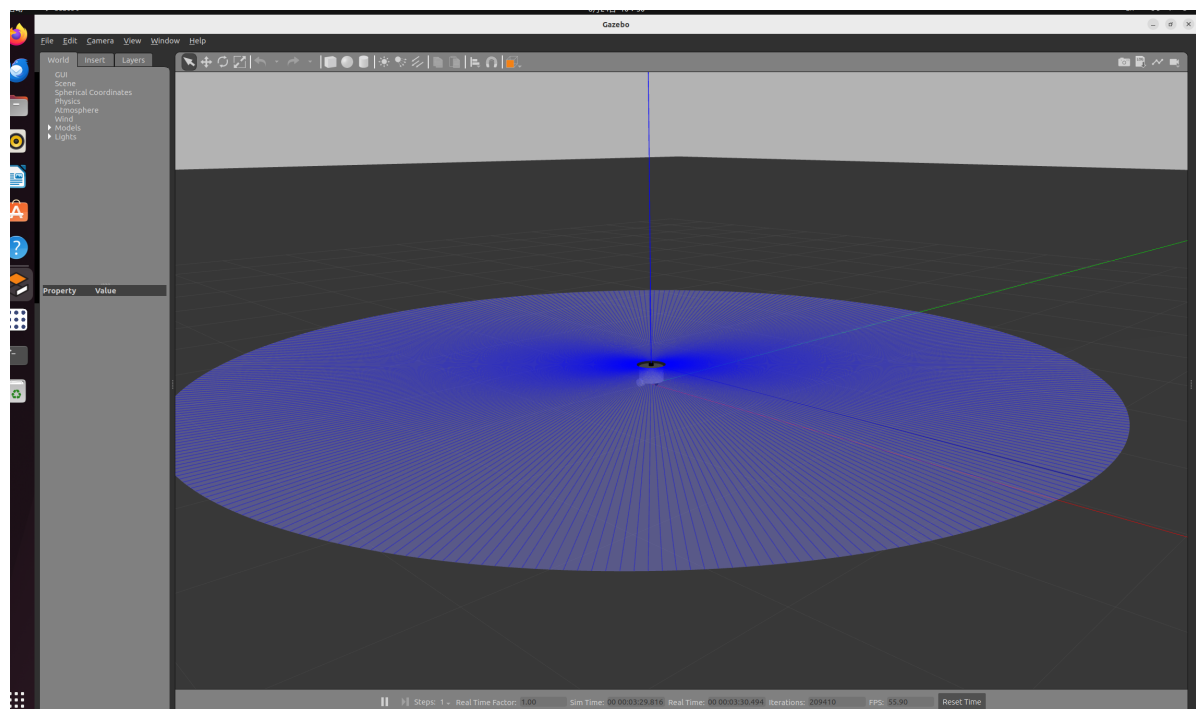 Gazebo
File Edit Camera View Window Help
World Insert Layers
GUI
Scene
Spherical Coordinates
Physics
Atmosphere
Wind
Models
Lights
Property Value
Steps: 1 Real Time Factor: 1.00 Sim Time: 00 00:03:29.816 Real Time: 00 00:03:30.494 Iterations: 209410 FPS: 55.90 Reset Time